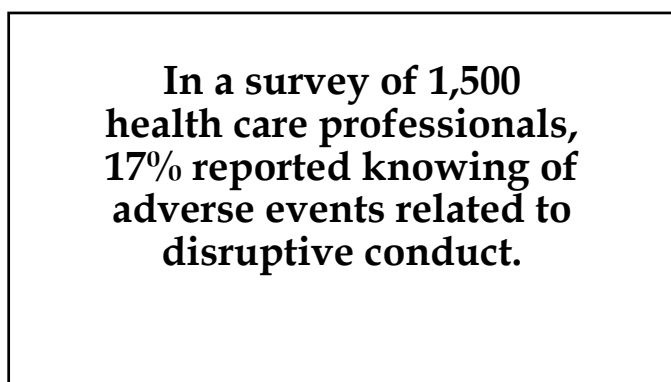 In a survey of 1,500
health care professionals,
17% reported knowing of
adverse events related to
disruptive conduct.